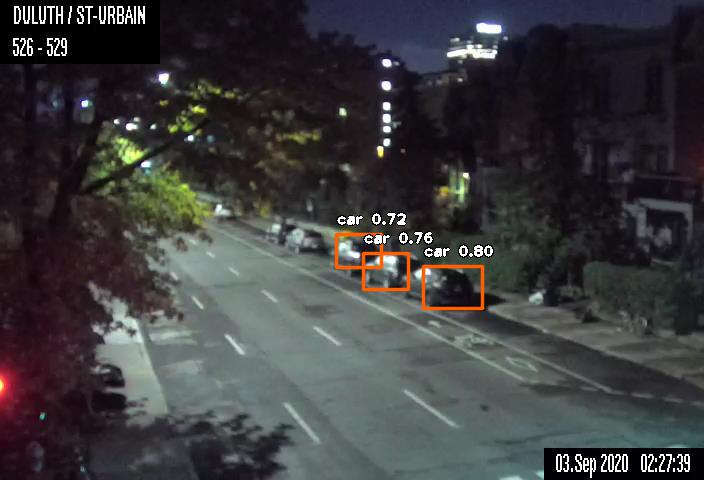 DULUTH / ST-URBAIN
526 - 529
car 0.72
car 0.76
car 0.80
03.Sep 2020 02:27:39